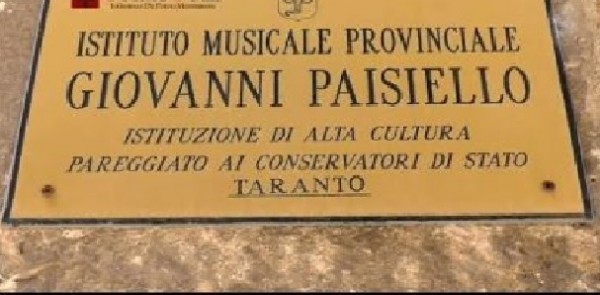 ISTITUTO MUSICALE PROVINCIALE
GIOVANNI PAISIELLO
ISTITUZIONE DI ALTA CULTURA
PAREGGIATO AI CONSERVATORI DI STATO
TARANTO